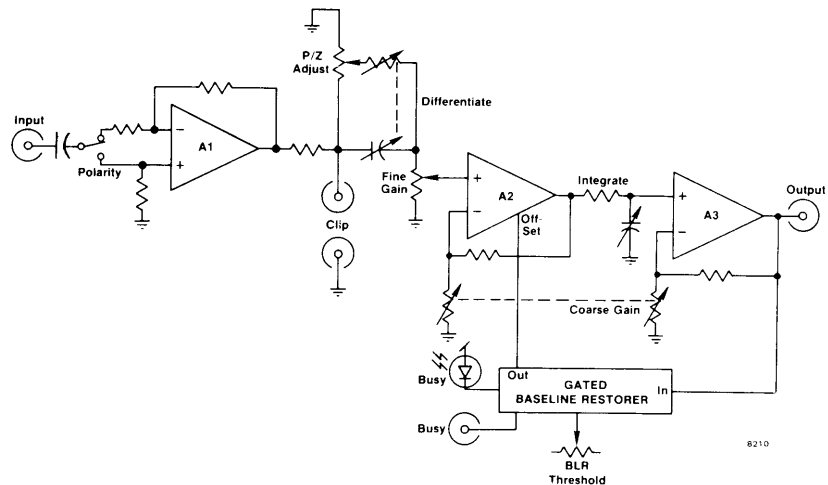 P/Z
Adjust
Differentiate
Input
A1
−
+
Polarity
Fine
Gain
Clip
+
A2
−
Off-
Set
Integrate
+
A3
−
Output
Coarse Gain
Busy
Out
In
GATED
BASELINE RESTORER
Busy
BLR
Threshold
8210